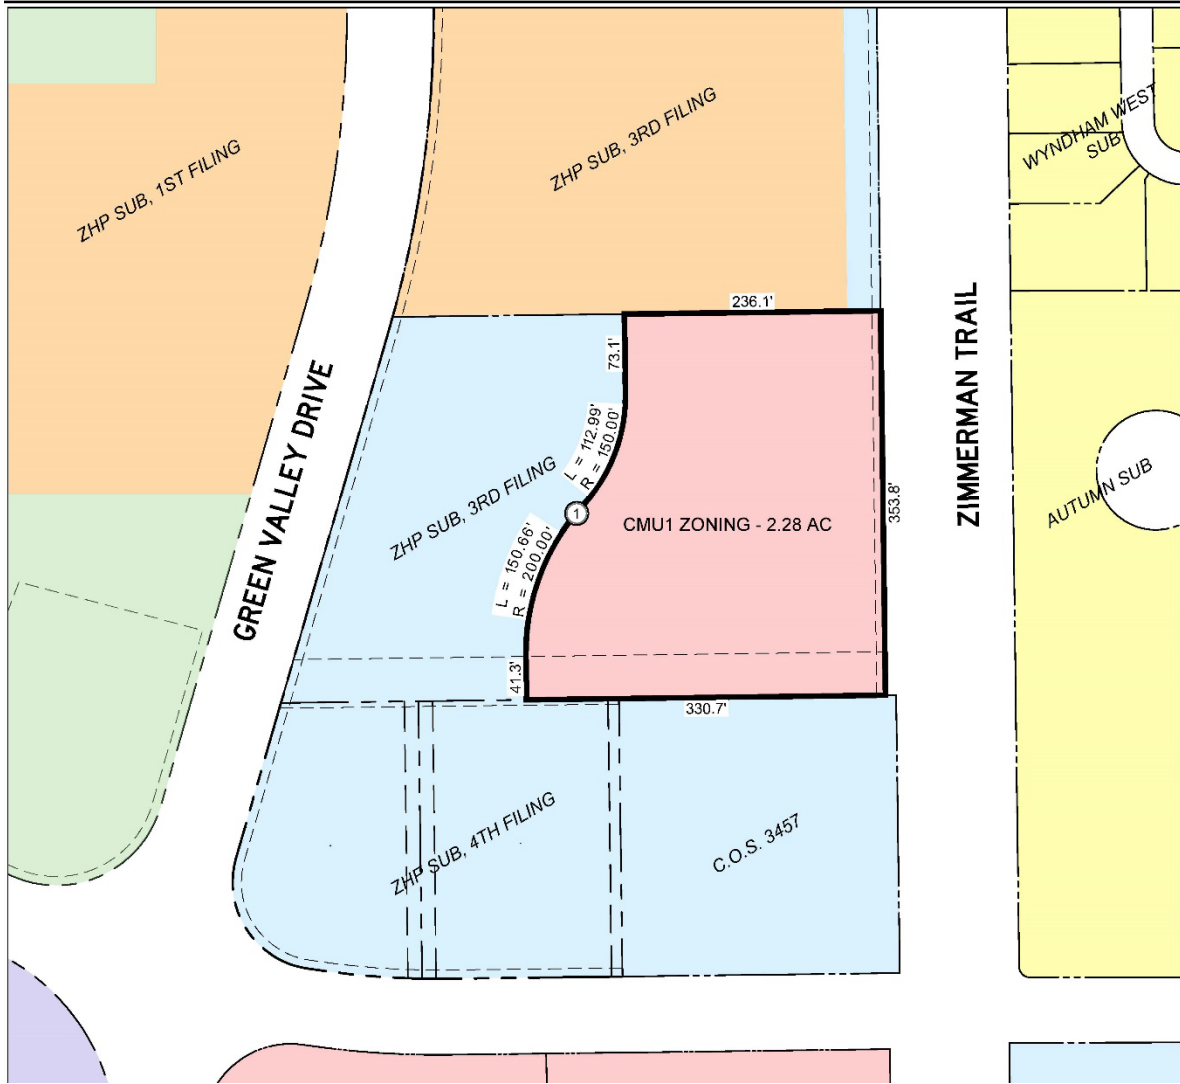 ZHP SUB, 1ST FILING
ZHP SUB, 3RD FILING
WYNDHAM WEST
SUB
236.1'
73.1'
L = 112.99'
R = 150.00'
GREEN VALLEY DRIVE
ZIMMERMAN TRAIL
ZHP SUB, 3RD FILING
1
CMU1 ZONING - 2.28 AC
353.8'
AUTUMN SUB
L = 150.66'
R = 200.00'
41.3'
330.7'
ZHP SUB, 4TH FILING
C.O.S. 3457